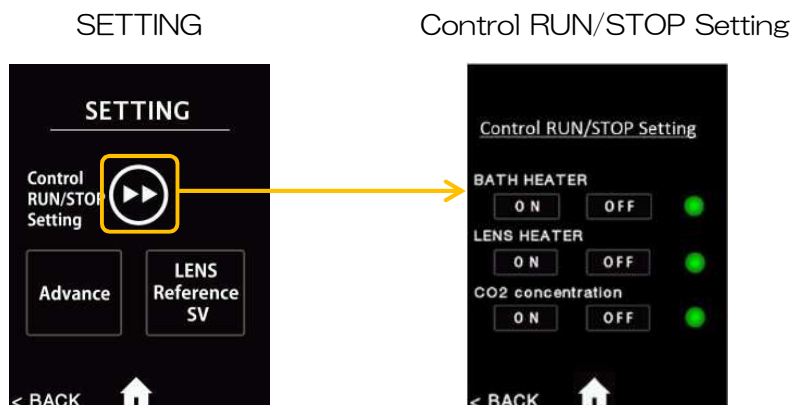 SETTING
Control RUN/STOP Setting
SETTING
Control
RUN/STOP
Setting
Advance
LENS
Reference
SV
< BACK
Control RUN/STOP Setting
BATH HEATER
ON OFF
LENS HEATER
ON OFF
CO2 concentration
ON OFF
< BACK